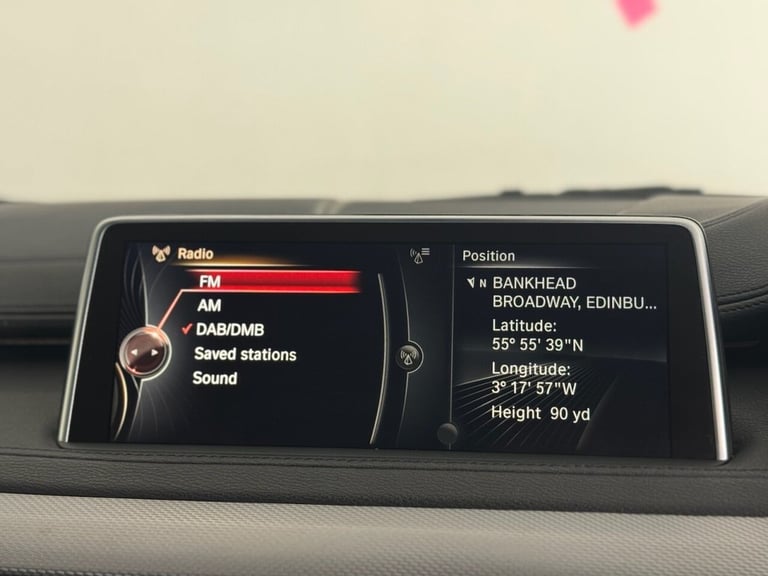 Radio
FM
AM
DAB/DMB
Saved stations
Sound
Position
N BANKHEAD
BROADWAY, EDINBU...
Latitude:
55° 55' 39"N
Longitude:
3° 17' 57"W
Height 90 yd